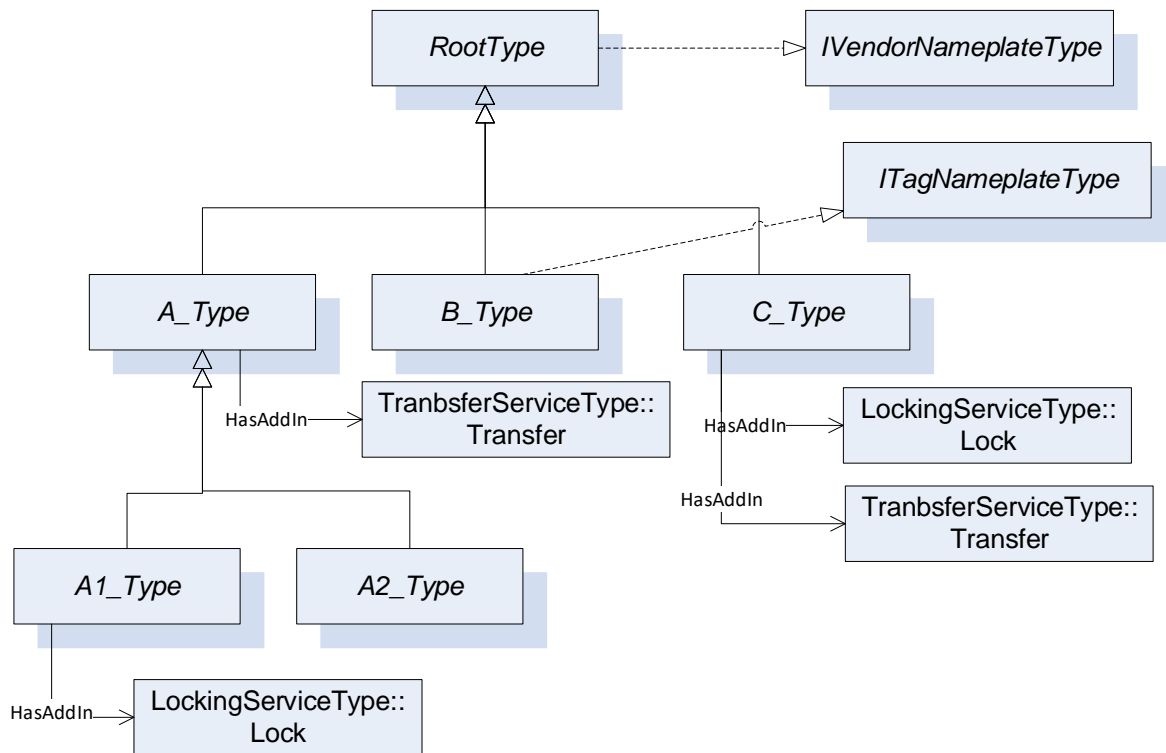 RootType
IVendorNameplateType
ITagNameplateType
A_Type
B_Type
C_Type
HasAddIn
TranbsferServiceType::
Transfer
HasAddIn
LockingServiceType::
Lock
HasAddIn
TranbsferServiceType::
Transfer
A1_Type
A2_Type
HasAddIn
LockingServiceType::
Lock